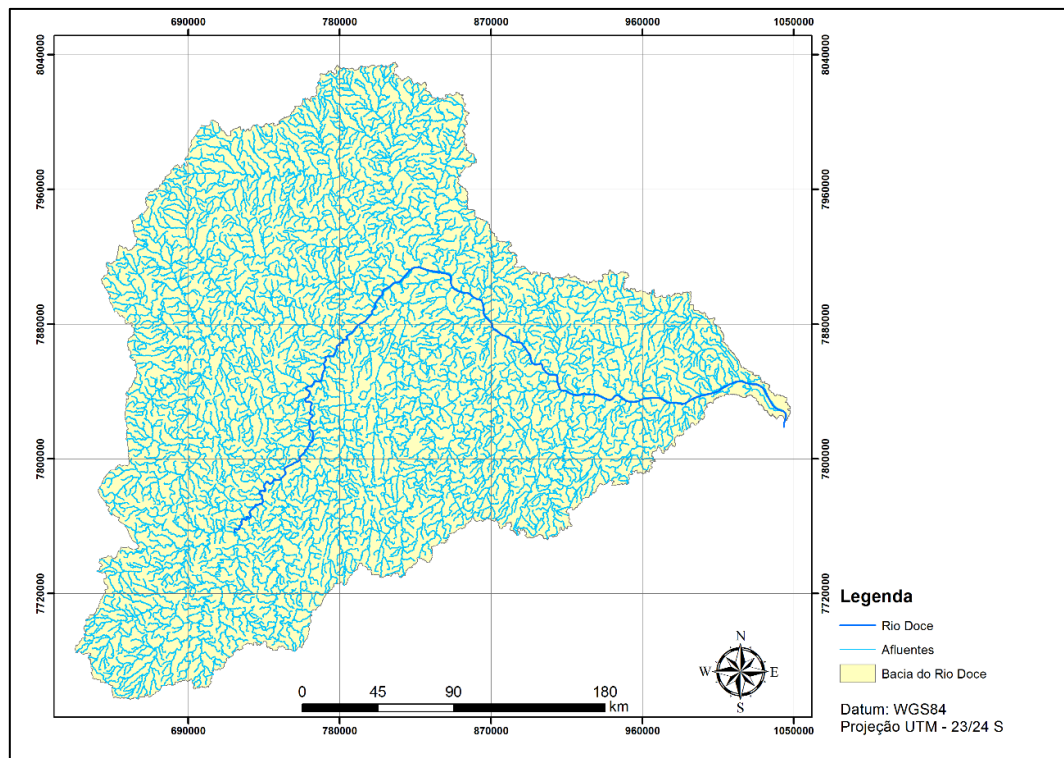 690000 780000 870000 960000 1050000
8040000 8040000
7960000 7960000
7880000 7880000
7800000 7800000
7720000 7720000
Legenda
Rio Doce
Afluentes
Bacia do Rio Doce
N
W E
S
0 45 90 180
km
Datum: WGS84
Projeção UTM - 23/24 S
690000 780000 870000 960000 1050000